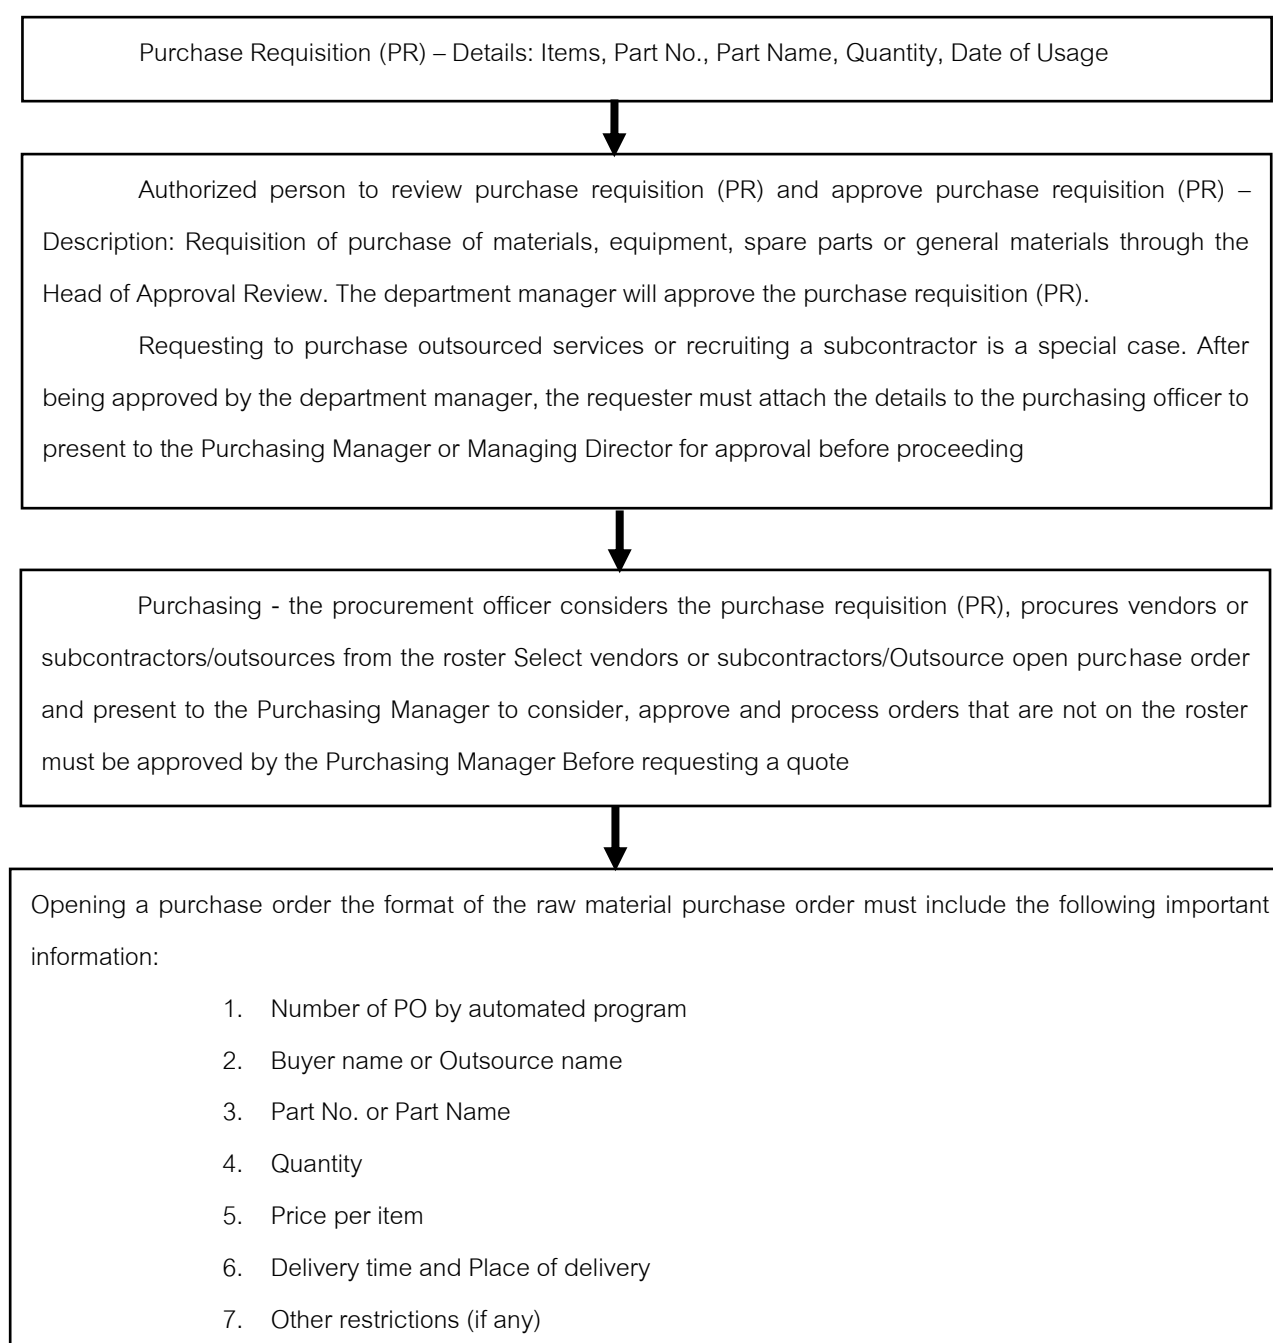 Purchase Requisition (PR) – Details: Items, Part No., Part Name, Quantity, Date of Usage
Authorized person to review purchase requisition (PR) and approve purchase requisition (PR) –
Description: Requisition of purchase of materials, equipment, spare parts or general materials through the
Head of Approval Review. The department manager will approve the purchase requisition (PR).
Requesting to purchase outsourced services or recruiting a subcontractor is a special case. After
being approved by the department manager, the requester must attach the details to the purchasing officer to
present to the Purchasing Manager or Managing Director for approval before proceeding
Purchasing - the procurement officer considers the purchase requisition (PR), procures vendors or
subcontractors/outsources from the roster Select vendors or subcontractors/Outsource open purchase order
and present to the Purchasing Manager to consider, approve and process orders that are not on the roster
must be approved by the Purchasing Manager Before requesting a quote
Opening a purchase order the format of the raw material purchase order must include the following important
information:
1. Number of PO by automated program
2. Buyer name or Outsource name
3. Part No. or Part Name
4. Quantity
5. Price per item
6. Delivery time and Place of delivery
7. Other restrictions (if any)